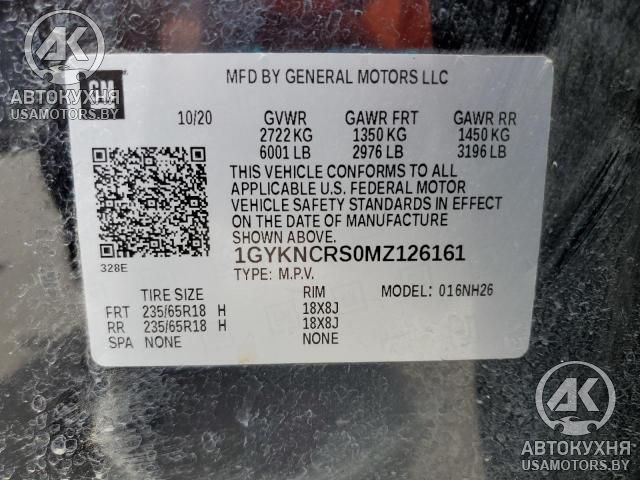 AK
АВТОКУХНЯ
USAMOTORS.BY
GM
MFD BY GENERAL MOTORS LLC
10/20 GVWR GAWR FRT GAWR RR
2722 KG 1350 KG 1450 KG
6001 LB 2976 LB 3196 LB
THIS VEHICLE CONFORMS TO ALL
APPLICABLE U.S. FEDERAL MOTOR
VEHICLE SAFETY STANDARDS IN EFFECT
ON THE DATE OF MANUFACTURE
SHOWN ABOVE.
1GYKNCRS0MZ126161
328E
TYPE: M.P.V.
TIRE SIZE RIM MODEL: 016NH26
FRT 235/65R18 H 18X8J
RR 235/65R18 H 18X8J
SPA NONE NONE
AK
АВТОКУХНЯ
USAMOTORS.BY